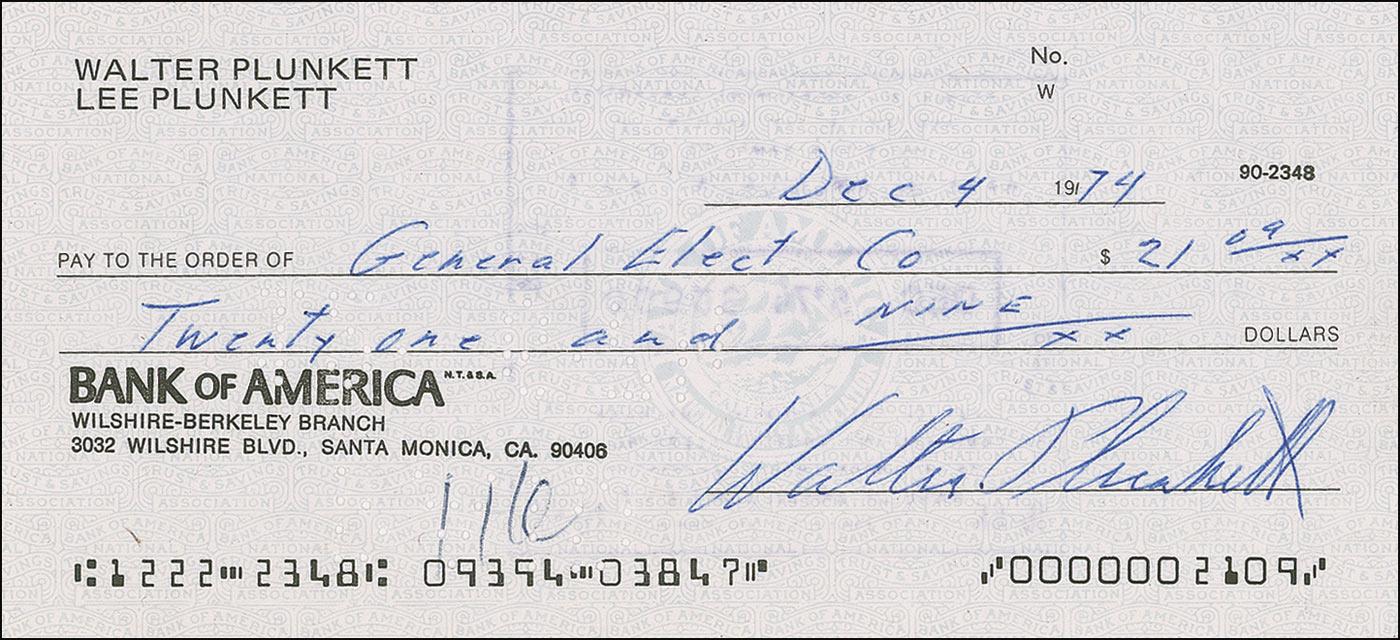 WALTER PLUNKETT
LEE PLUNKETT
No.
W
Dec 4 19/74
90-2348
PAY TO THE ORDER OF General Elect Co $ 21 09/xx
Twenty one and NINE/xx DOLLARS
BANK OF AMERICA N.T.&S.A.
WILSHIRE-BERKELEY BRANCH
3032 WILSHIRE BLVD., SANTA MONICA, CA. 90406
Walter Plunkett
⑆1222⑉2348⑆ 09394⑉03847⑈ ⑈0000002109⑈